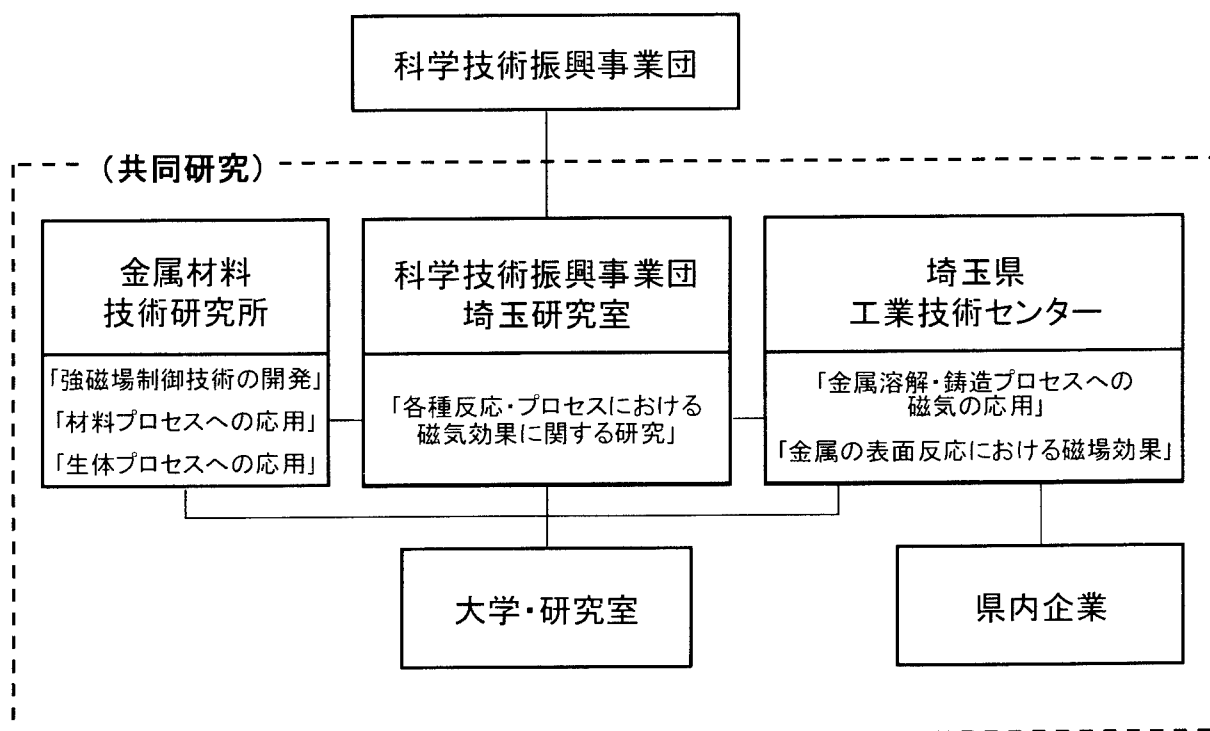 科学技術振興事業団
(共同研究)
金属材料
技術研究所
「強磁場制御技術の開発」
「材料プロセスへの応用」
「生体プロセスへの応用」
科学技術振興事業団
埼玉研究室
「各種反応・プロセスにおける
磁気効果に関する研究」
埼玉県
工業技術センター
「金属溶解・鋳造プロセスへの
磁気の応用」
「金属の表面反応における磁場効果」
大学・研究室
県内企業